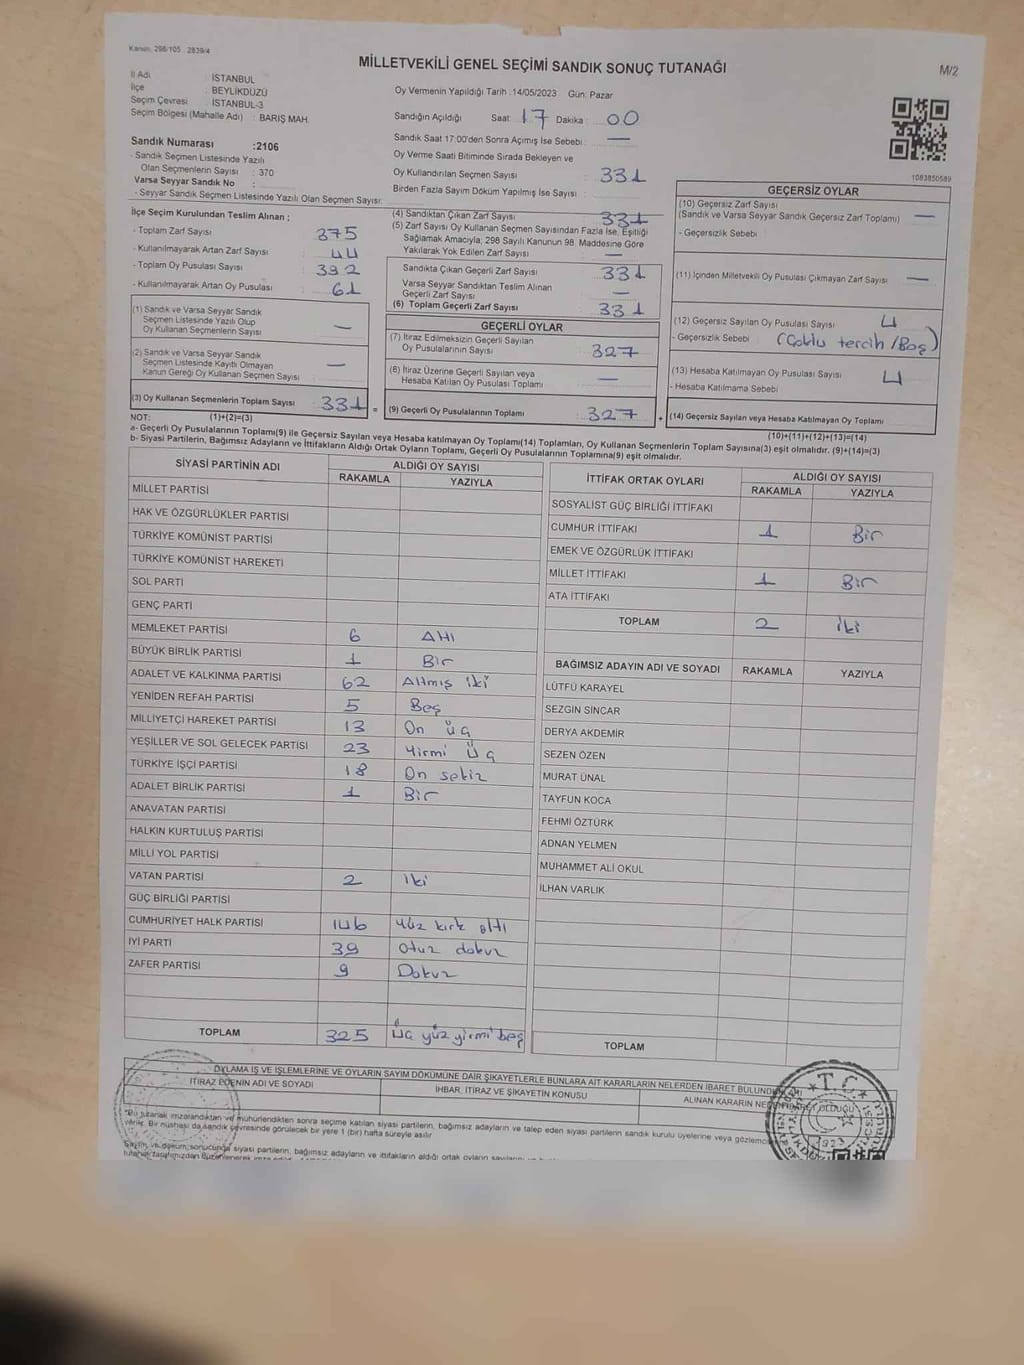 Kanun: 298/105 2839/4
MİLLETVEKİLİ GENEL SEÇİMİ SANDIK SONUÇ TUTANAĞI
M/2
İl Adı : İSTANBUL
İlçe : BEYLİKDÜZÜ
Seçim Çevresi : İSTANBUL-3
Seçim Bölgesi (Mahalle Adı) : BARIŞ MAH.
Sandık Numarası :2106
- Sandık Seçmen Listesinde Yazılı
Olan Seçmenlerin Sayısı : 370
Varsa Seyyar Sandık No :
- Seyyar Sandık Seçmen Listesinde Yazılı Olan Seçmen Sayısı:
Oy Vermenin Yapıldığı Tarih :14/05/2023 Gün: Pazar
Sandığın Açıldığı Saat : 17 Dakika : 00
Sandık Saat 17:00'den Sonra Açımış İse Sebebi : —
Oy Verme Saati Bitiminde Sırada Bekleyen ve
Oy Kullandırılan Seçmen Sayısı : 331
Birden Fazla Sayım Döküm Yapılmış İse Sayısı :
1083850589
İlçe Seçim Kurulundan Teslim Alınan ;
- Toplam Zarf Sayısı : 375
- Kullanılmayarak Artan Zarf Sayısı : 44
- Toplam Oy Pusulası Sayısı : 392
- Kullanılmayarak Artan Oy Pusulası : 61
(1) Sandık ve Varsa Seyyar Sandık
Seçmen Listesinde Yazılı Olup
Oy Kullanan Seçmenlerin Sayısı : —
(2) Sandık ve Varsa Seyyar Sandık
Seçmen Listesinde Kayıtlı Olmayan
Kanun Gereği Oy Kullanan Seçmen Sayısı : —
(3) Oy Kullanan Seçmenlerin Toplam Sayısı : 331 =
(1)+(2)=(3)
(4) Sandıktan Çıkan Zarf Sayısı : 331
(5) Zarf Sayısı Oy Kullanan Seçmen Sayısından Fazla İse, Eşitliği
Sağlamak Amacıyla; 298 Sayılı Kanunun 98. Maddesine Göre
Yakılarak Yok Edilen Zarf Sayısı : —
Sandıkta Çıkan Geçerli Zarf Sayısı : 331
Varsa Seyyar Sandıktan Teslim Alınan
Geçerli Zarf Sayısı : —
(6) Toplam Geçerli Zarf Sayısı : 331
GEÇERLİ OYLAR
(7) İtiraz Edilmeksizin Geçerli Sayılan
Oy Pusulalarının Sayısı : 327
(8) İtiraz Üzerine Geçerli Sayılan veya
Hesaba Katılan Oy Pusulası Toplamı : —
(9) Geçerli Oy Pusulalarının Toplamı : 327 +
GEÇERSİZ OYLAR
(10) Geçersiz Zarf Sayısı
(Sandık ve Varsa Seyyar Sandık Geçersiz Zarf Toplamı) : —
- Geçersizlik Sebebi :
(11) İçinden Milletvekili Oy Pusulası Çıkmayan Zarf Sayısı : —
(12) Geçersiz Sayılan Oy Pusulası Sayısı : 4
- Geçersizlik Sebebi : (Çoklu tercih/Boş)
(13) Hesaba Katılmayan Oy Pusulası Sayısı : 4
- Hesaba Katılmama Sebebi :
(14) Geçersiz Sayılan veya Hesaba Katılmayan Oy Toplamı :
(10)+(11)+(12)+(13)=(14)
NOT:
a- Geçerli Oy Pusulalarının Toplamı(9) ile Geçersiz Sayılan veya Hesaba katılmayan Oy Toplamı(14) Toplamları, Oy Kullanan Seçmenlerin Toplam Sayısına(3) eşit olmalıdır. (9)+(14)=(3)
b- Siyasi Partilerin, Bağımsız Adayların ve İttifakların Aldığı Ortak Oyların Toplamı, Geçerli Oy Pusulalarının Toplamına(9) eşit olmalıdır.
SİYASİ PARTİNİN ADI ALDIĞI OY SAYISI
RAKAMLA YAZIYLA
MİLLET PARTİSİ
HAK VE ÖZGÜRLÜKLER PARTİSİ
TÜRKİYE KOMÜNİST PARTİSİ
TÜRKİYE KOMÜNİST HAREKETİ
SOL PARTİ
GENÇ PARTİ
MEMLEKET PARTİSİ 6 Altı
BÜYÜK BİRLİK PARTİSİ 1 Bir
ADALET VE KALKINMA PARTİSİ 62 Altmış iki
YENİDEN REFAH PARTİSİ 5 Beş
MİLLİYETÇİ HAREKET PARTİSİ 13 On üç
YEŞİLLER VE SOL GELECEK PARTİSİ 23 Yirmi Üç
TÜRKİYE İŞÇİ PARTİSİ 18 On sekiz
ADALET BİRLİK PARTİSİ 1 Bir
ANAVATAN PARTİSİ
HALKIN KURTULUŞ PARTİSİ
MİLLİ YOL PARTİSİ
VATAN PARTİSİ 2 İki
GÜÇ BİRLİĞİ PARTİSİ
CUMHURİYET HALK PARTİSİ 146 Yüz kırk altı
İYİ PARTİ 39 Otuz dokuz
ZAFER PARTİSİ 9 Dokuz
TOPLAM 325 Üç yüz yirmi beş
İTTİFAK ORTAK OYLARI ALDIĞI OY SAYISI
RAKAMLA YAZIYLA
SOSYALİST GÜÇ BİRLİĞİ İTTİFAKI
CUMHUR İTTİFAKI 1 Bir
EMEK VE ÖZGÜRLÜK İTTİFAKI
MİLLET İTTİFAKI 1 Bir
ATA İTTİFAKI
TOPLAM 2 İki
BAĞIMSIZ ADAYIN ADI VE SOYADI RAKAMLA YAZIYLA
LÜTFÜ KARAYEL
SEZGİN SİNCAR
DERYA AKDEMİR
SEZEN ÖZEN
MURAT ÜNAL
TAYFUN KOCA
FEHMİ ÖZTÜRK
ADNAN YELMEN
MUHAMMET ALİ OKUL
İLHAN VARLIK
TOPLAM
OYLAMA İŞ VE İŞLEMLERİNE VE OYLARIN SAYIM DÖKÜMÜNE DAİR ŞİKAYETLERLE BUNLARA AİT KARARLARIN NELERDEN İBARET BULUNDU
İTİRAZ EDENİN ADI VE SOYADI İHBAR, İTİRAZ VE ŞİKAYETİN KONUSU ALINAN KARARIN NEDEN İBARET OLDUĞU
*Bu tutanak imzalandıktan ve mühürlendikten sonra seçime katılan siyasi partilerin, bağımsız adayların ve talep eden siyasi partilerin sandık kurulu üyelerine veya gözlemc
verilir. Bir nüshası da sandık çevresinde görülecek bir yere 1 (bir) hafta süreyle asılır
Sayım ve döküm sonucunda siyasi partilerin, bağımsız adayların ve ittifakların aldığı ortak oyların
T.C.
1923